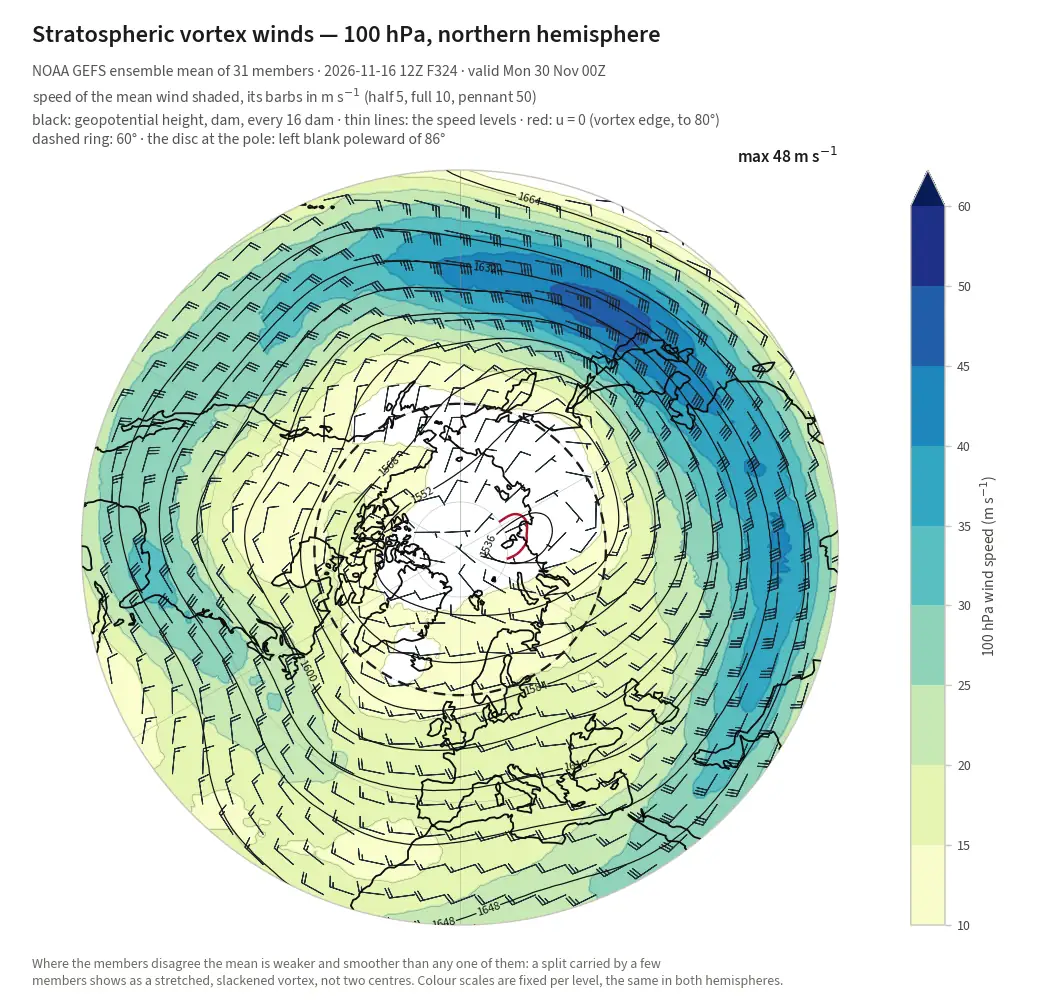 Stratospheric vortex winds — 100 hPa, northern hemisphere
NOAA GEFS ensemble mean of 31 members · 2026-11-16 12Z F324 · valid Mon 30 Nov 00Z
speed of the mean wind shaded, its barbs in m s⁻¹ (half 5, full 10, pennant 50)
black: geopotential height, dam, every 16 dam · thin lines: the speed levels · red: u = 0 (vortex edge, to 80°)
dashed ring: 60° · the disc at the pole: left blank poleward of 86°
max 48 m s⁻¹
1664
1632
1568
1552
1536
1600
1584
1616
1648
1648
60
50
45
40
35
30
25
20
15
10
100 hPa wind speed (m s⁻¹)
Where the members disagree the mean is weaker and smoother than any one of them: a split carried by a few
members shows as a stretched, slackened vortex, not two centres. Colour scales are fixed per level, the same in both hemispheres.